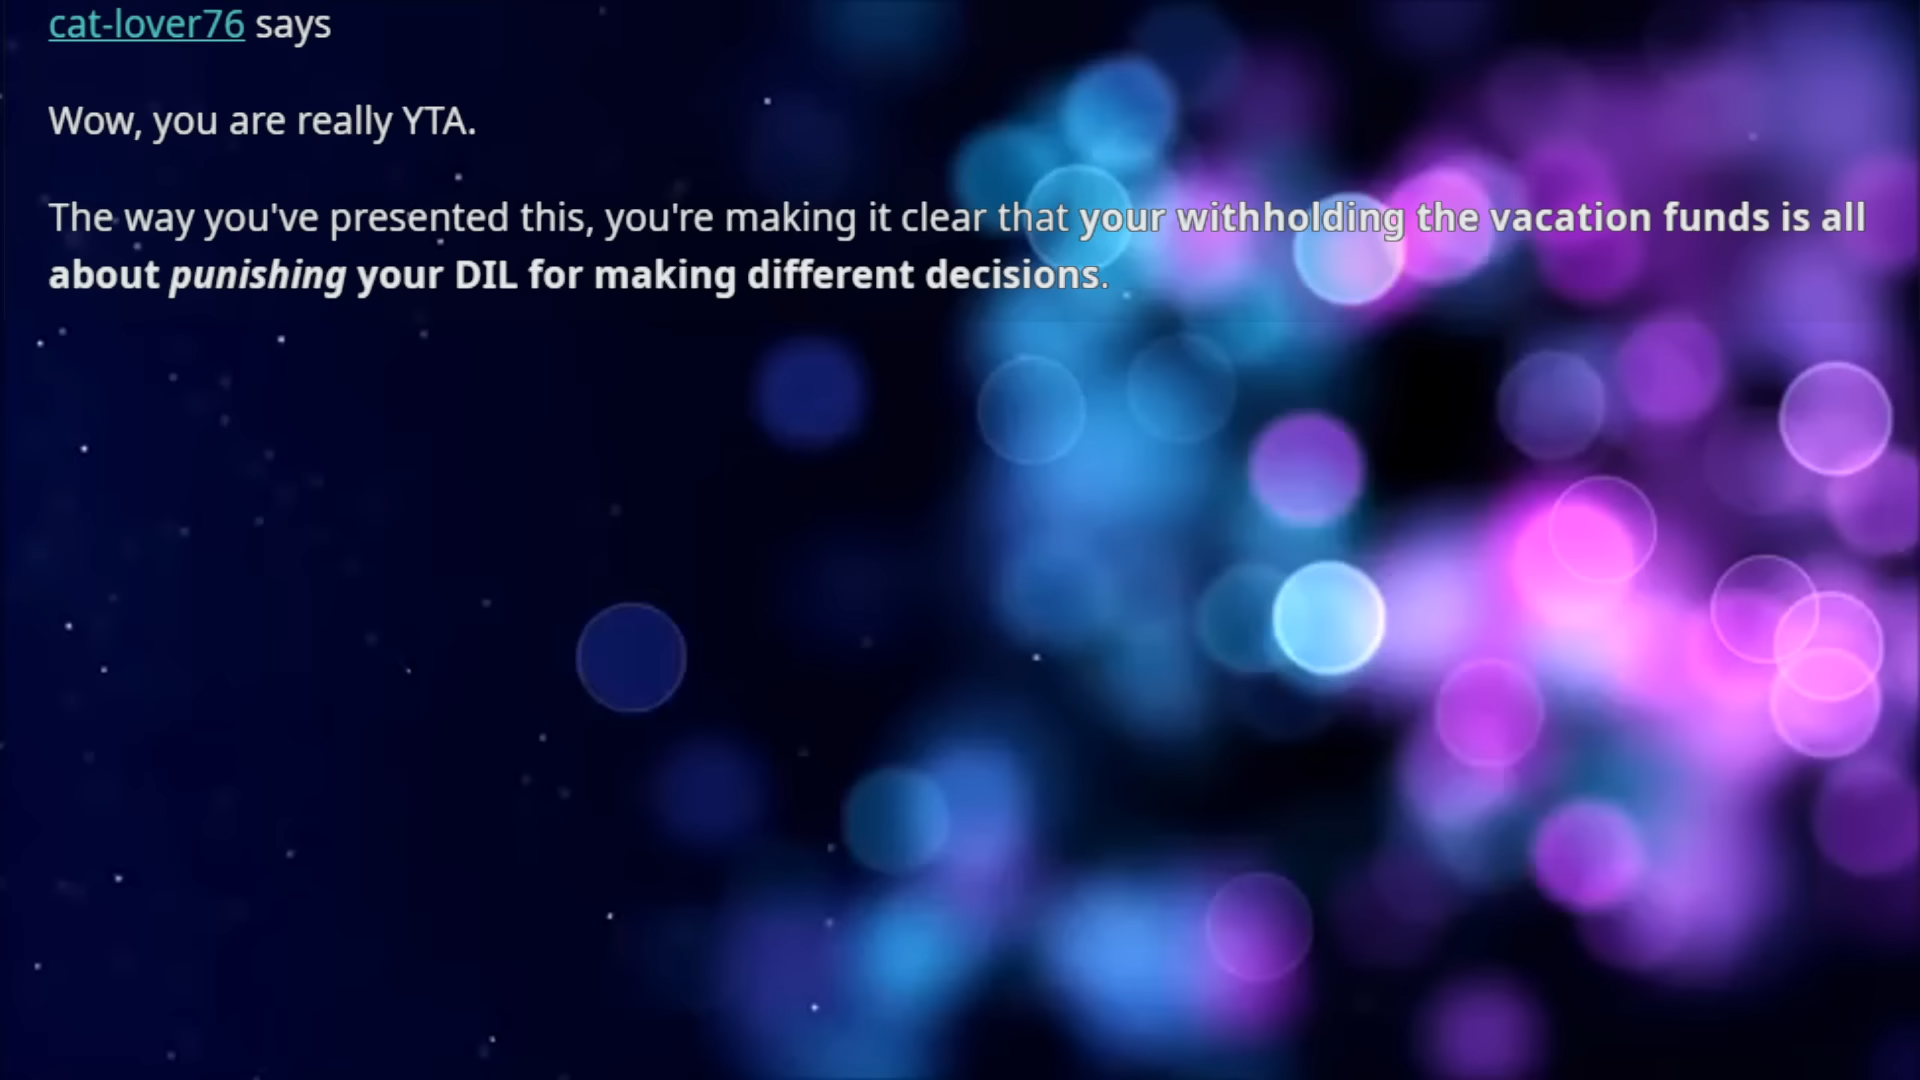 cat-lover76 says
Wow, you are really YTA.
The way you've presented this, you're making it clear that your withholding the vacation funds is all
about punishing your DIL for making different decisions.